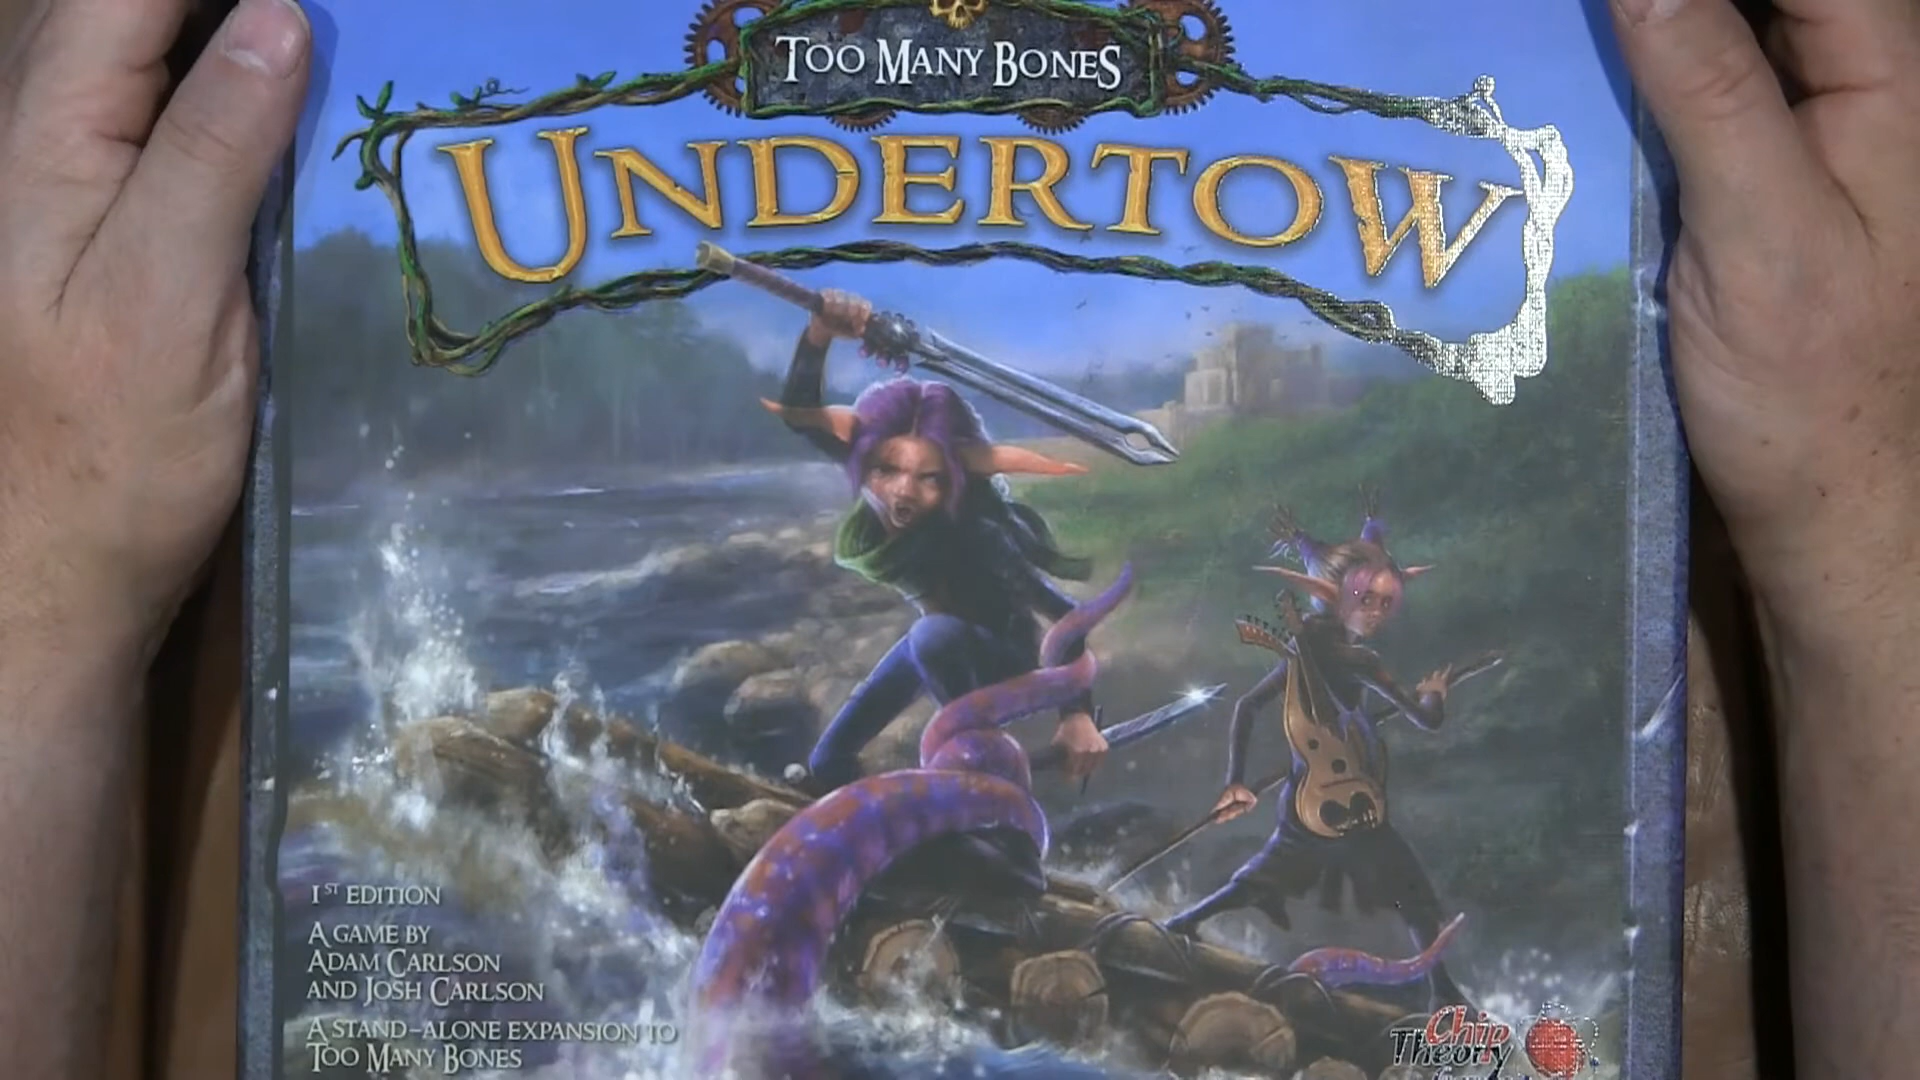 TOO MANY BONES
UNDERTOW
1ST EDITION
A GAME BY
ADAM CARLSON
AND JOSH CARLSON
A STAND-ALONE EXPANSION TO
TOO MANY BONES
Chip
Theory